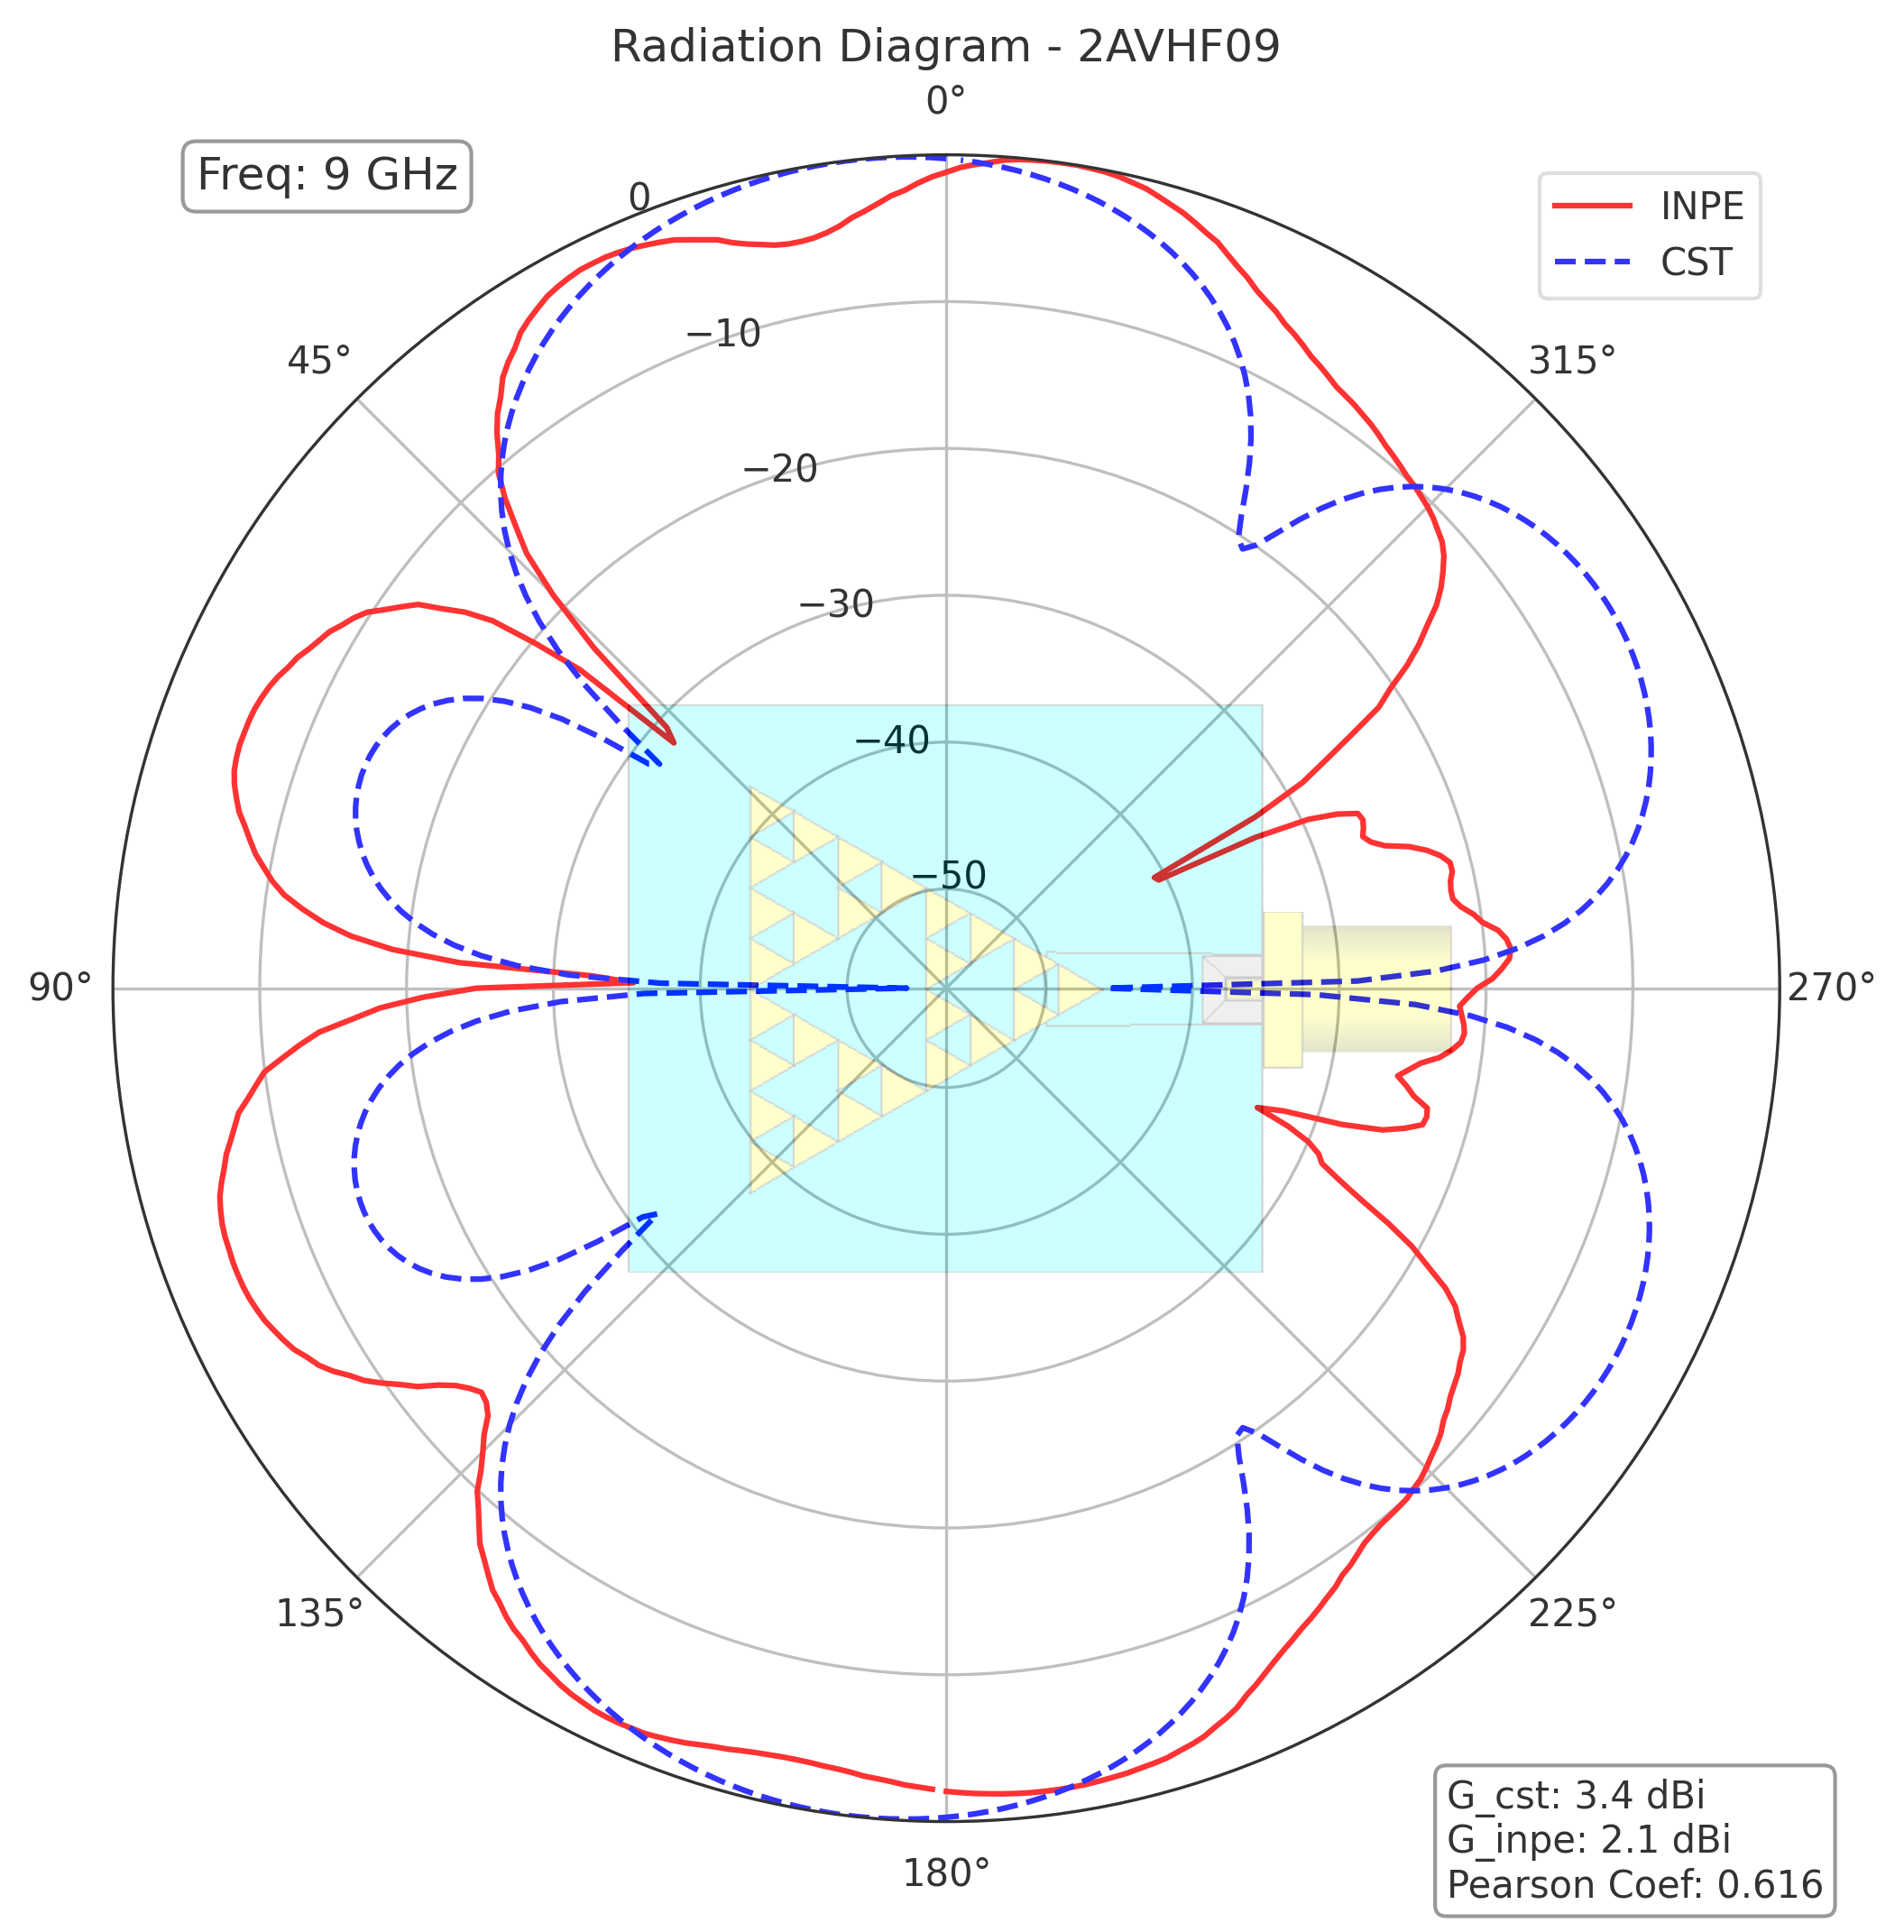 Radiation Diagram - 2AVHF09
0°
Freq: 9 GHz
0
INPE
CST
−10
45°
315°
−20
−30
−40
−50
90°
270°
135°
225°
180°
G_cst: 3.4 dBi
G_inpe: 2.1 dBi
Pearson Coef: 0.616